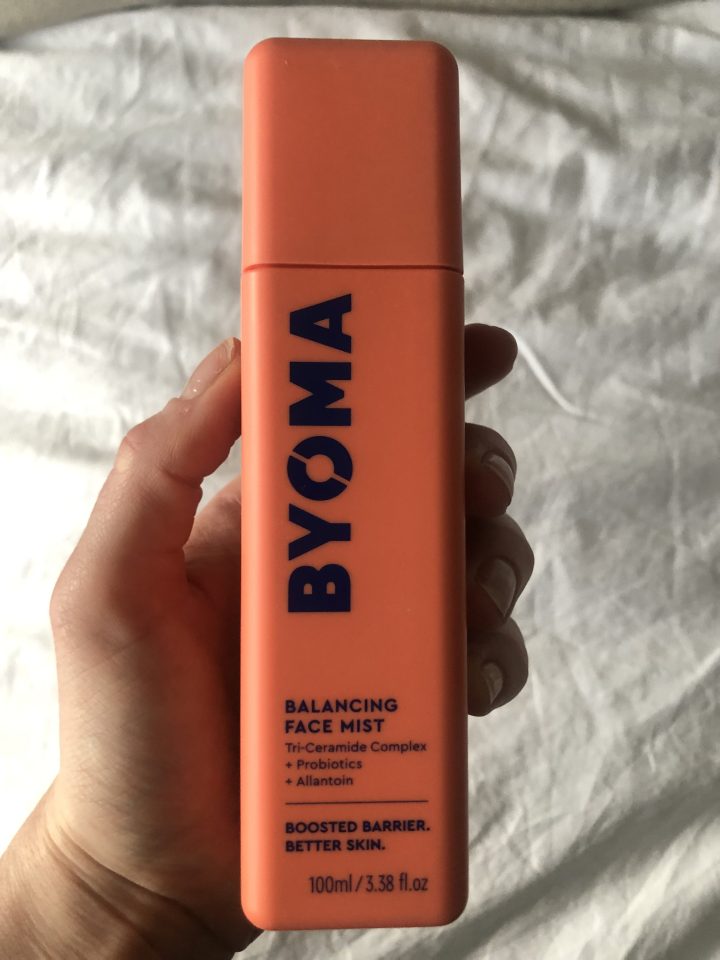 BYOMA
BALANCING
FACE MIST
Tri-Ceramide Complex
+ Probiotics
+ Allantoin
BOOSTED BARRIER.
BETTER SKIN.
100ml/3.38 fl.oz